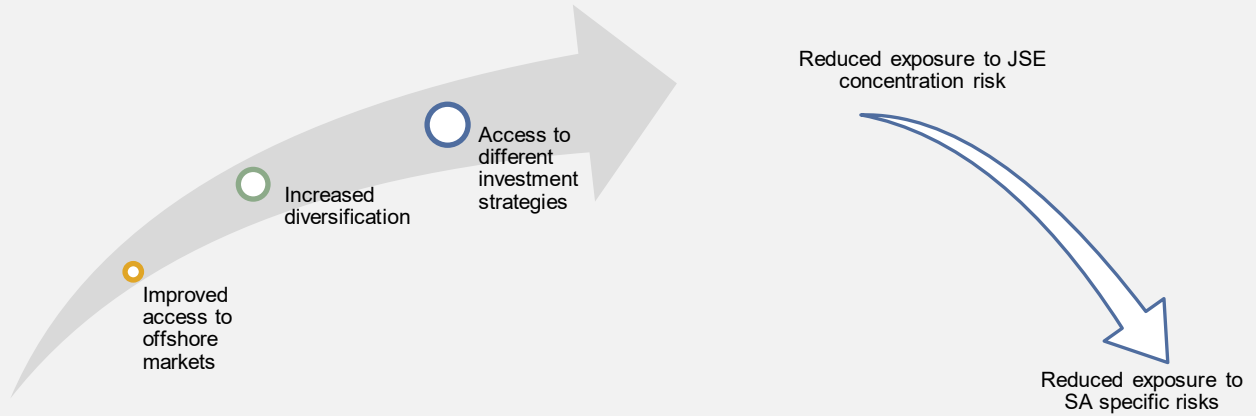 Improved
access to
offshore
markets
Increased
diversification
Access to
different
investment
strategies
Reduced exposure to JSE
concentration risk
Reduced exposure to
SA specific risks